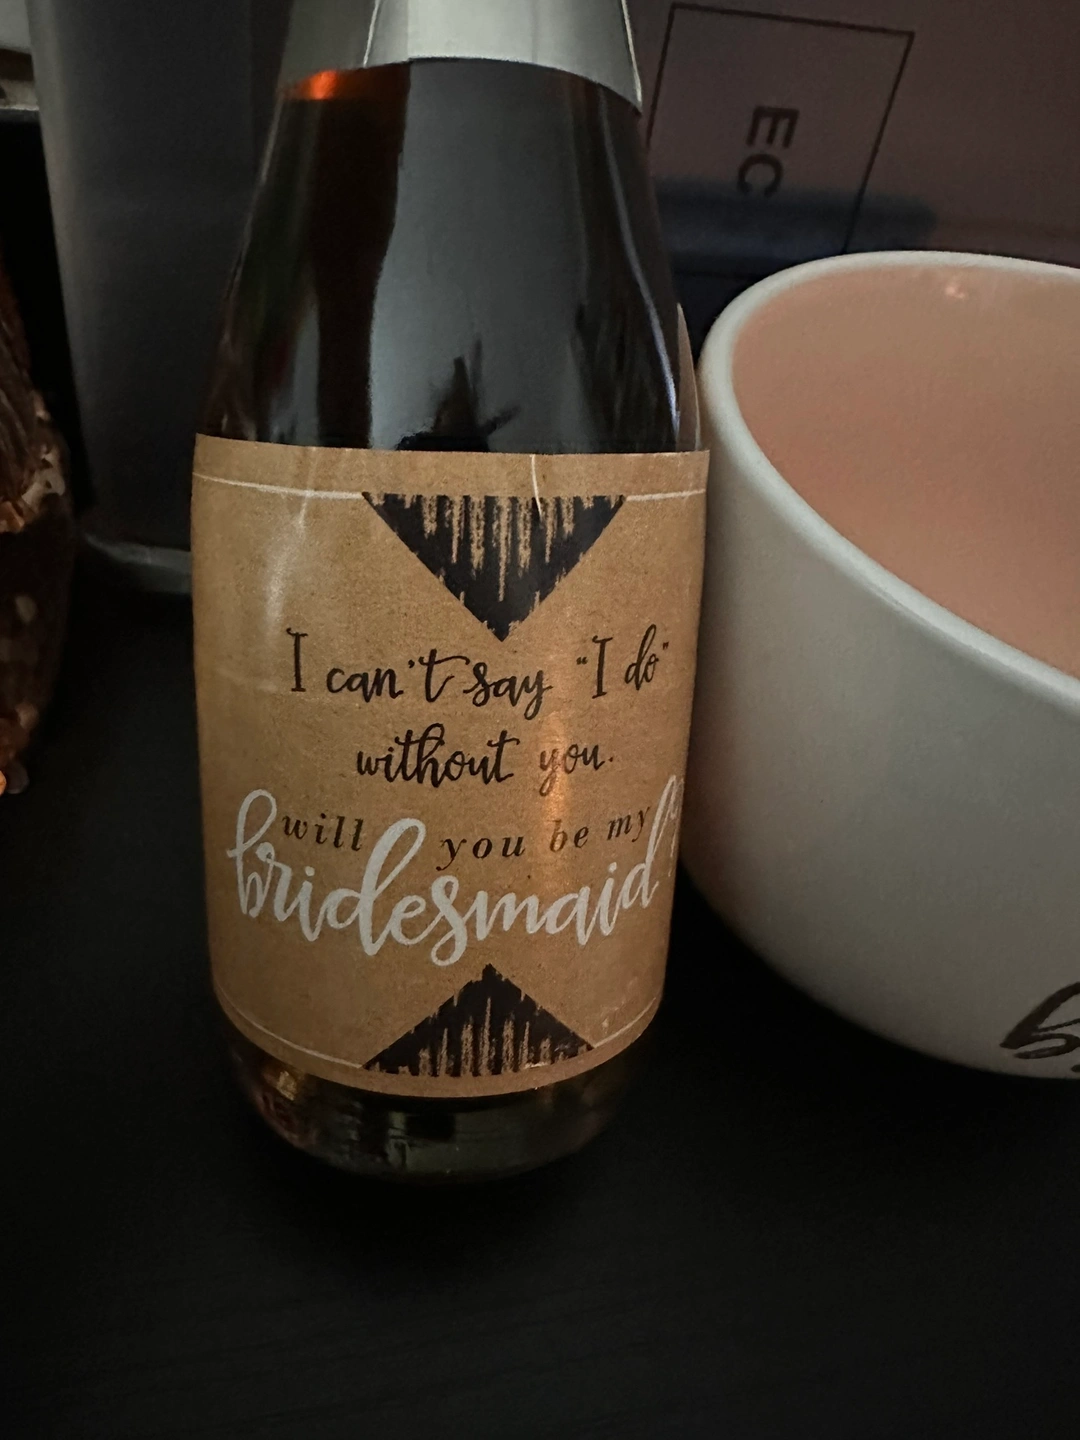 EC
I can't say "I do"
without you.
will you be my
bridesmaid?